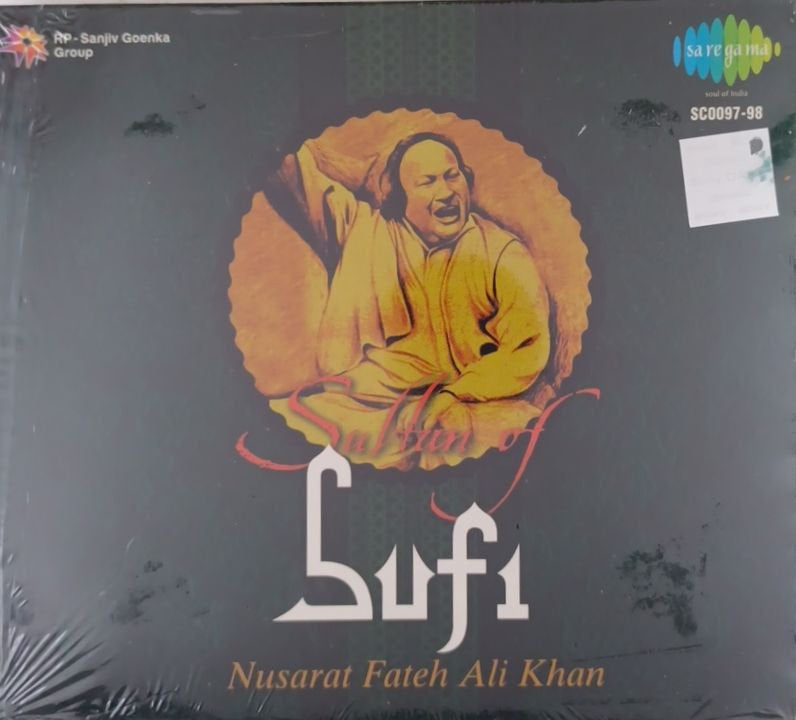 RP - Sanjiv Goenka
Group
sa re ga ma
soul of India
SC0097-98
Sultan of
Sufi
Nusarat Fateh Ali Khan